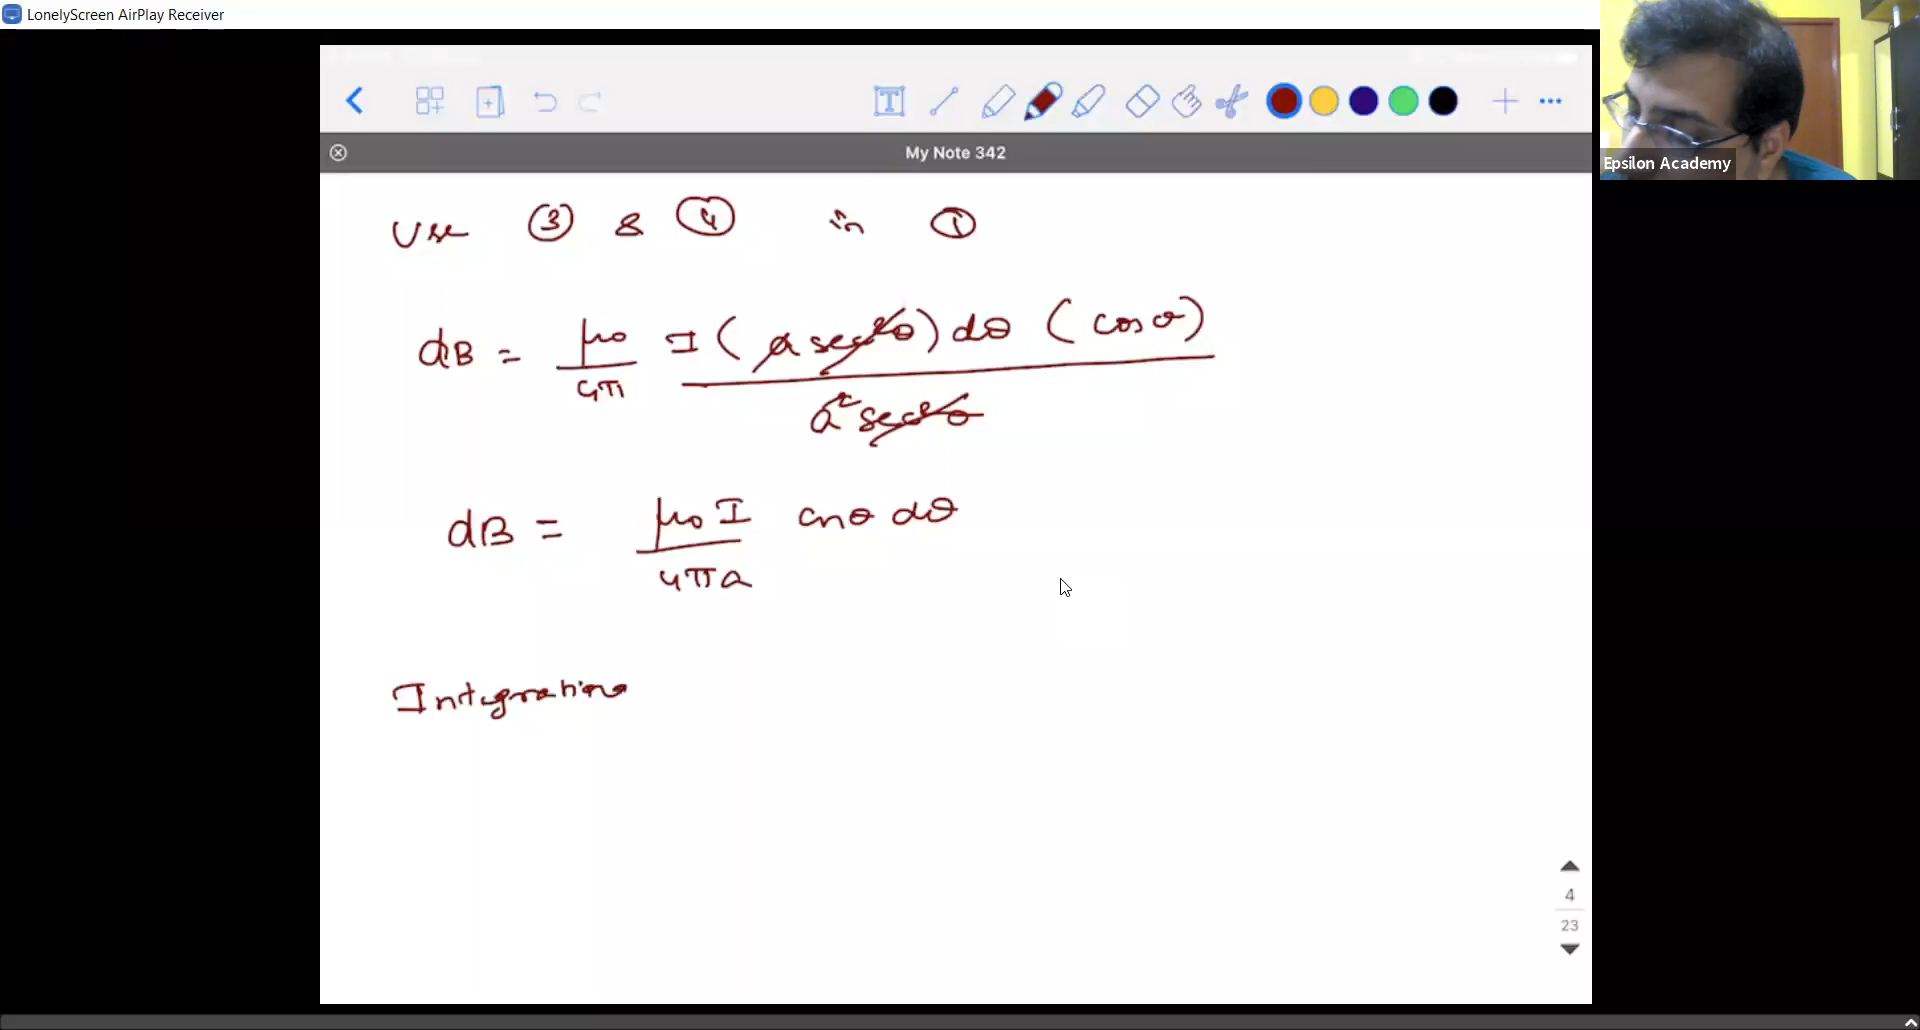 LonelyScreen AirPlay Receiver
My Note 342
Epsilon Academy
Use ③ & ④ in ①
dB = μ₀/4π I (a sec²θ) dθ (cosθ) / a² sec²θ
dB = μ₀I/4πa cosθ dθ
Integrating
4
23